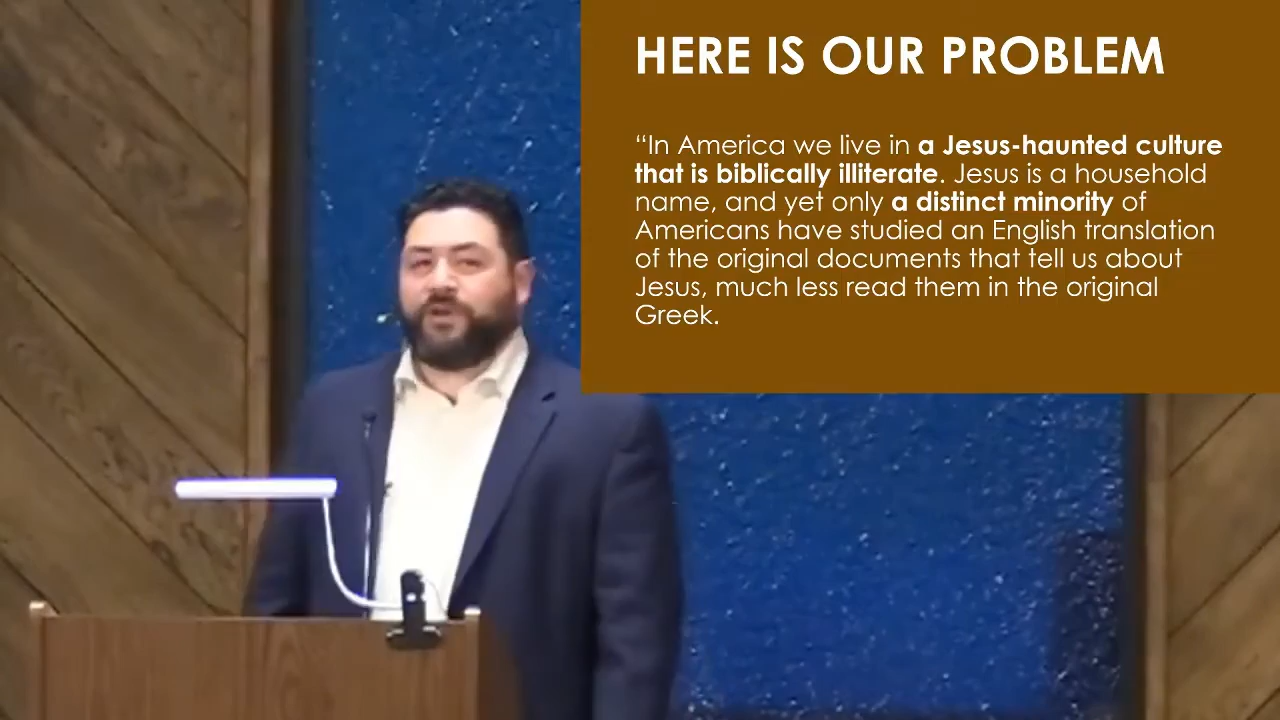 HERE IS OUR PROBLEM
“In America we live in a Jesus-haunted culture
that is biblically illiterate. Jesus is a household
name, and yet only a distinct minority of
Americans have studied an English translation
of the original documents that tell us about
Jesus, much less read them in the original
Greek.